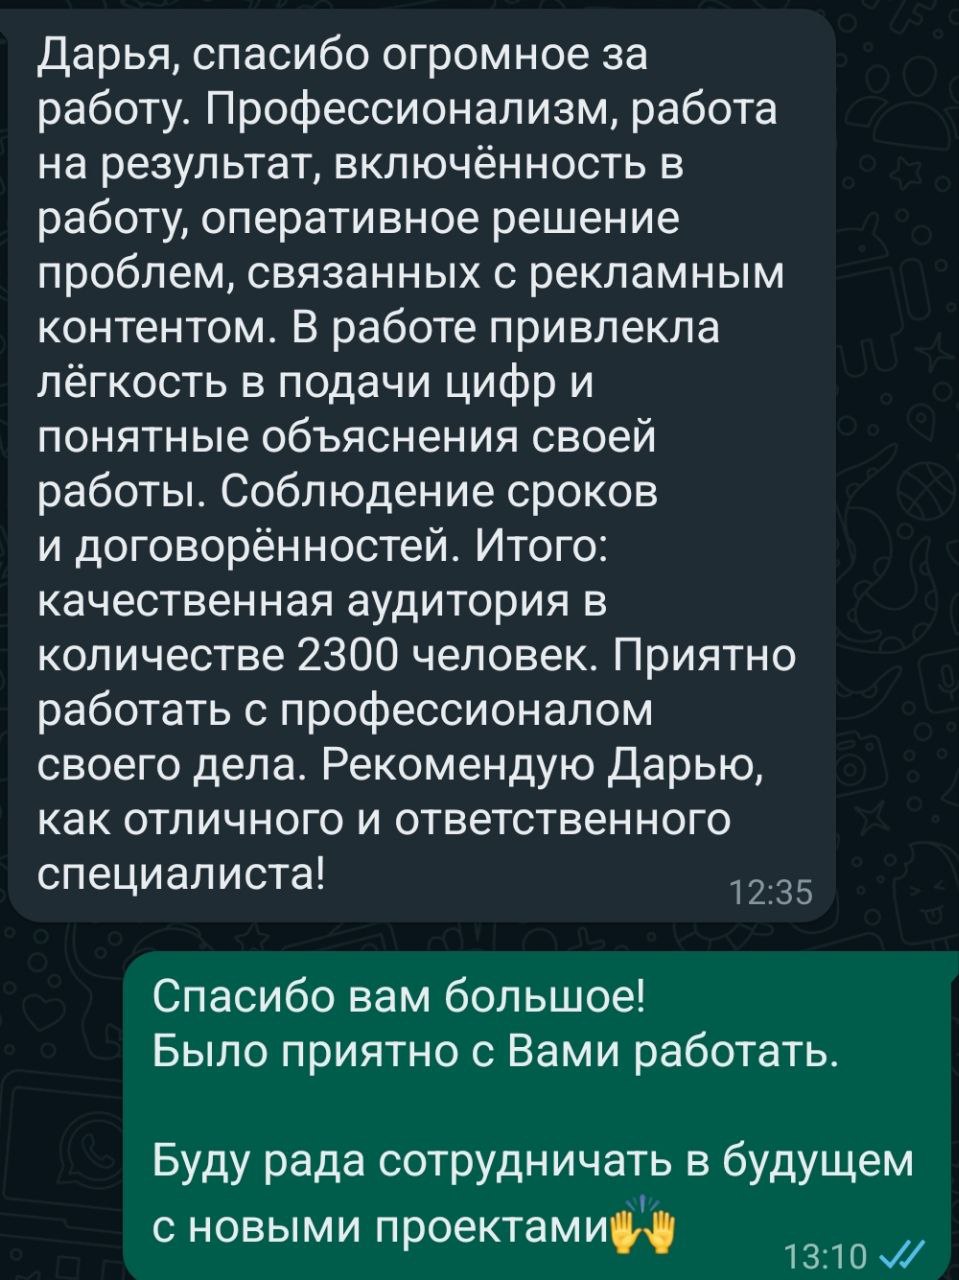 Дарья, спасибо огромное за
работу. Профессионализм, работа
на результат, включённость в
работу, оперативное решение
проблем, связанных с рекламным
контентом. В работе привлекла
лёгкость в подачи цифр и
понятные объяснения своей
работы. Соблюдение сроков
и договорённостей. Итого:
качественная аудитория в
количестве 2300 человек. Приятно
работать с профессионалом
своего дела. Рекомендую Дарью,
как отличного и ответственного
специалиста!
12:35
Спасибо вам большое!
Было приятно с Вами работать.
Буду рада сотрудничать в будущем
с новыми проектами🙌
13:10